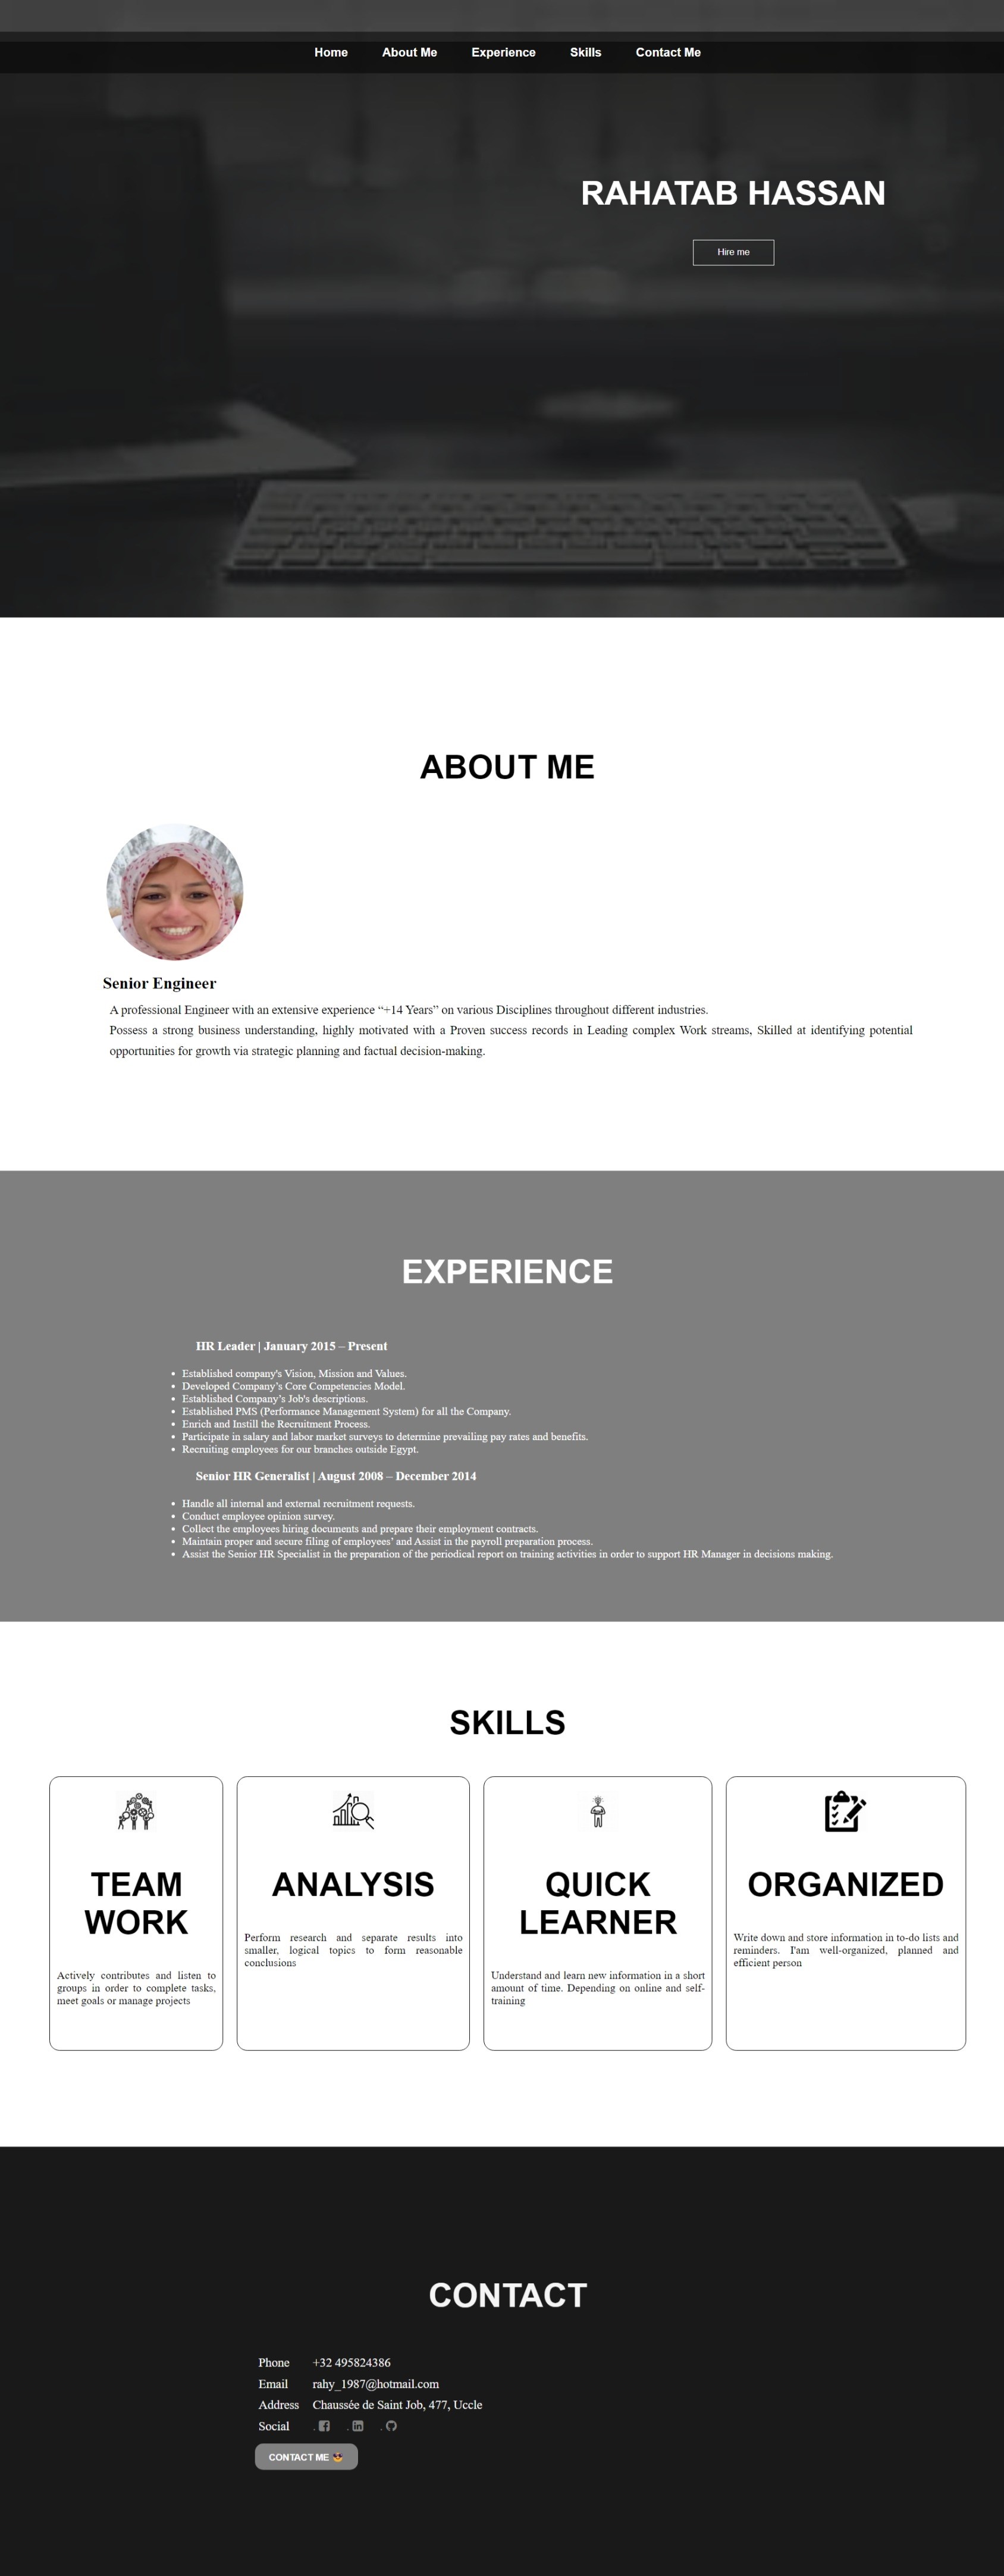 Home About Me Experience Skills Contact Me
RAHATAB HASSAN
Hire me
ABOUT ME
Senior Engineer
A professional Engineer with an extensive experience “+14 Years” on various Disciplines throughout different industries.
Possess a strong business understanding, highly motivated with a Proven success records in Leading complex Work streams, Skilled at identifying potential
opportunities for growth via strategic planning and factual decision-making.
EXPERIENCE
HR Leader | January 2015 – Present
• Established company's Vision, Mission and Values.
• Developed Company’s Core Competencies Model.
• Established Company’s Job's descriptions.
• Established PMS (Performance Management System) for all the Company.
• Enrich and Instill the Recruitment Process.
• Participate in salary and labor market surveys to determine prevailing pay rates and benefits.
• Recruiting employees for our branches outside Egypt.
Senior HR Generalist | August 2008 – December 2014
• Handle all internal and external recruitment requests.
• Conduct employee opinion survey.
• Collect the employees hiring documents and prepare their employment contracts.
• Maintain proper and secure filing of employees’ and Assist in the payroll preparation process.
• Assist the Senior HR Specialist in the preparation of the periodical report on training activities in order to support HR Manager in decisions making.
SKILLS
TEAM
WORK
Actively contributes and listen to
groups in order to complete tasks,
meet goals or manage projects
ANALYSIS
Perform research and separate results into
smaller, logical topics to form reasonable
conclusions
QUICK
LEARNER
Understand and learn new information in a short
amount of time. Depending on online and self-
training
ORGANIZED
Write down and store information in to-do lists and
reminders. I'am well-organized, planned and
efficient person
CONTACT
Phone +32 495824386
Email rahy_1987@hotmail.com
Address Chaussée de Saint Job, 477, Uccle
Social . . .
CONTACT ME 😎